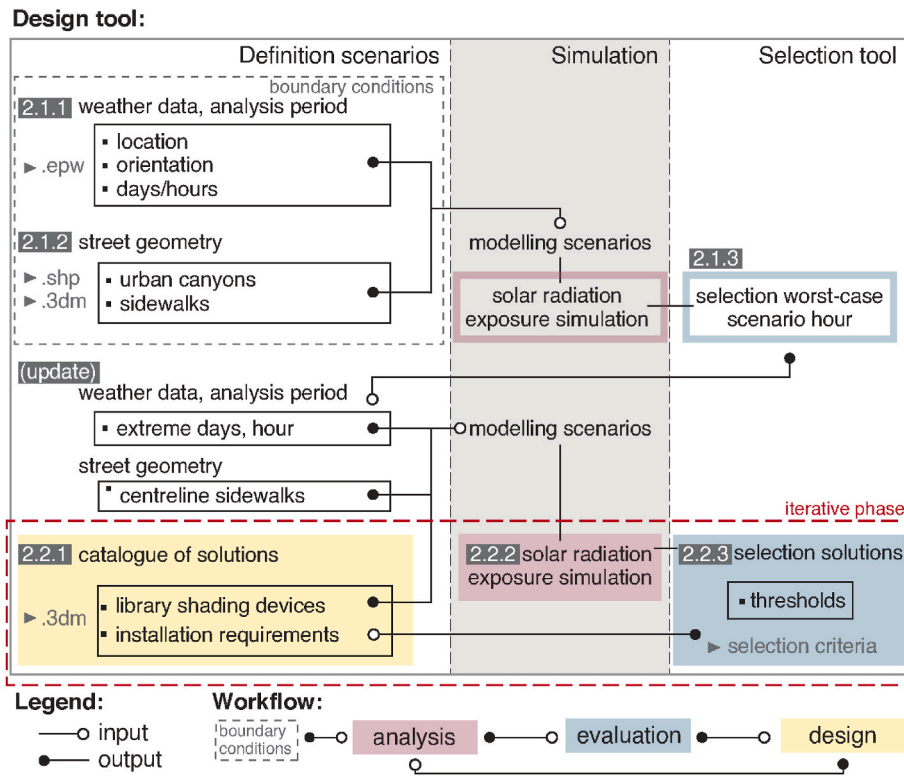 Design tool:
Definition scenarios
Simulation
Selection tool
boundary conditions
2.1.1 weather data, analysis period
▪ location
► .epw
▪ orientation
▪ days/hours
2.1.2 street geometry
► .shp
► .3dm
▪ urban canyons
▪ sidewalks
modelling scenarios
solar radiation
exposure simulation
2.1.3
selection worst-case
scenario hour
(update)
weather data, analysis period
▪ extreme days, hour
modelling scenarios
street geometry
▪ centreline sidewalks
iterative phase
2.2.1 catalogue of solutions
► .3dm
▪ library shading devices
▪ installation requirements
2.2.2 solar radiation
exposure simulation
2.2.3 selection solutions
▪ thresholds
► selection criteria
Legend:
input
output
Workflow:
boundary
conditions
analysis
evaluation
design